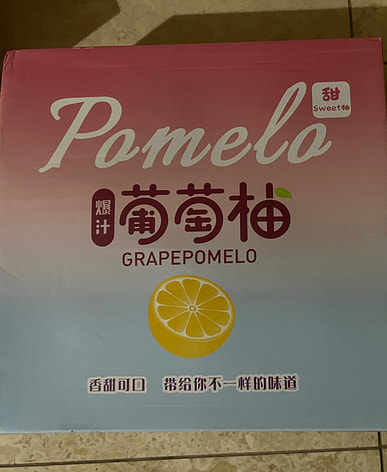 Pomelo
甜
Sweet柚
爆汁
葡萄柚
GRAPEPOMELO
香甜可口 带给你不一样的味道